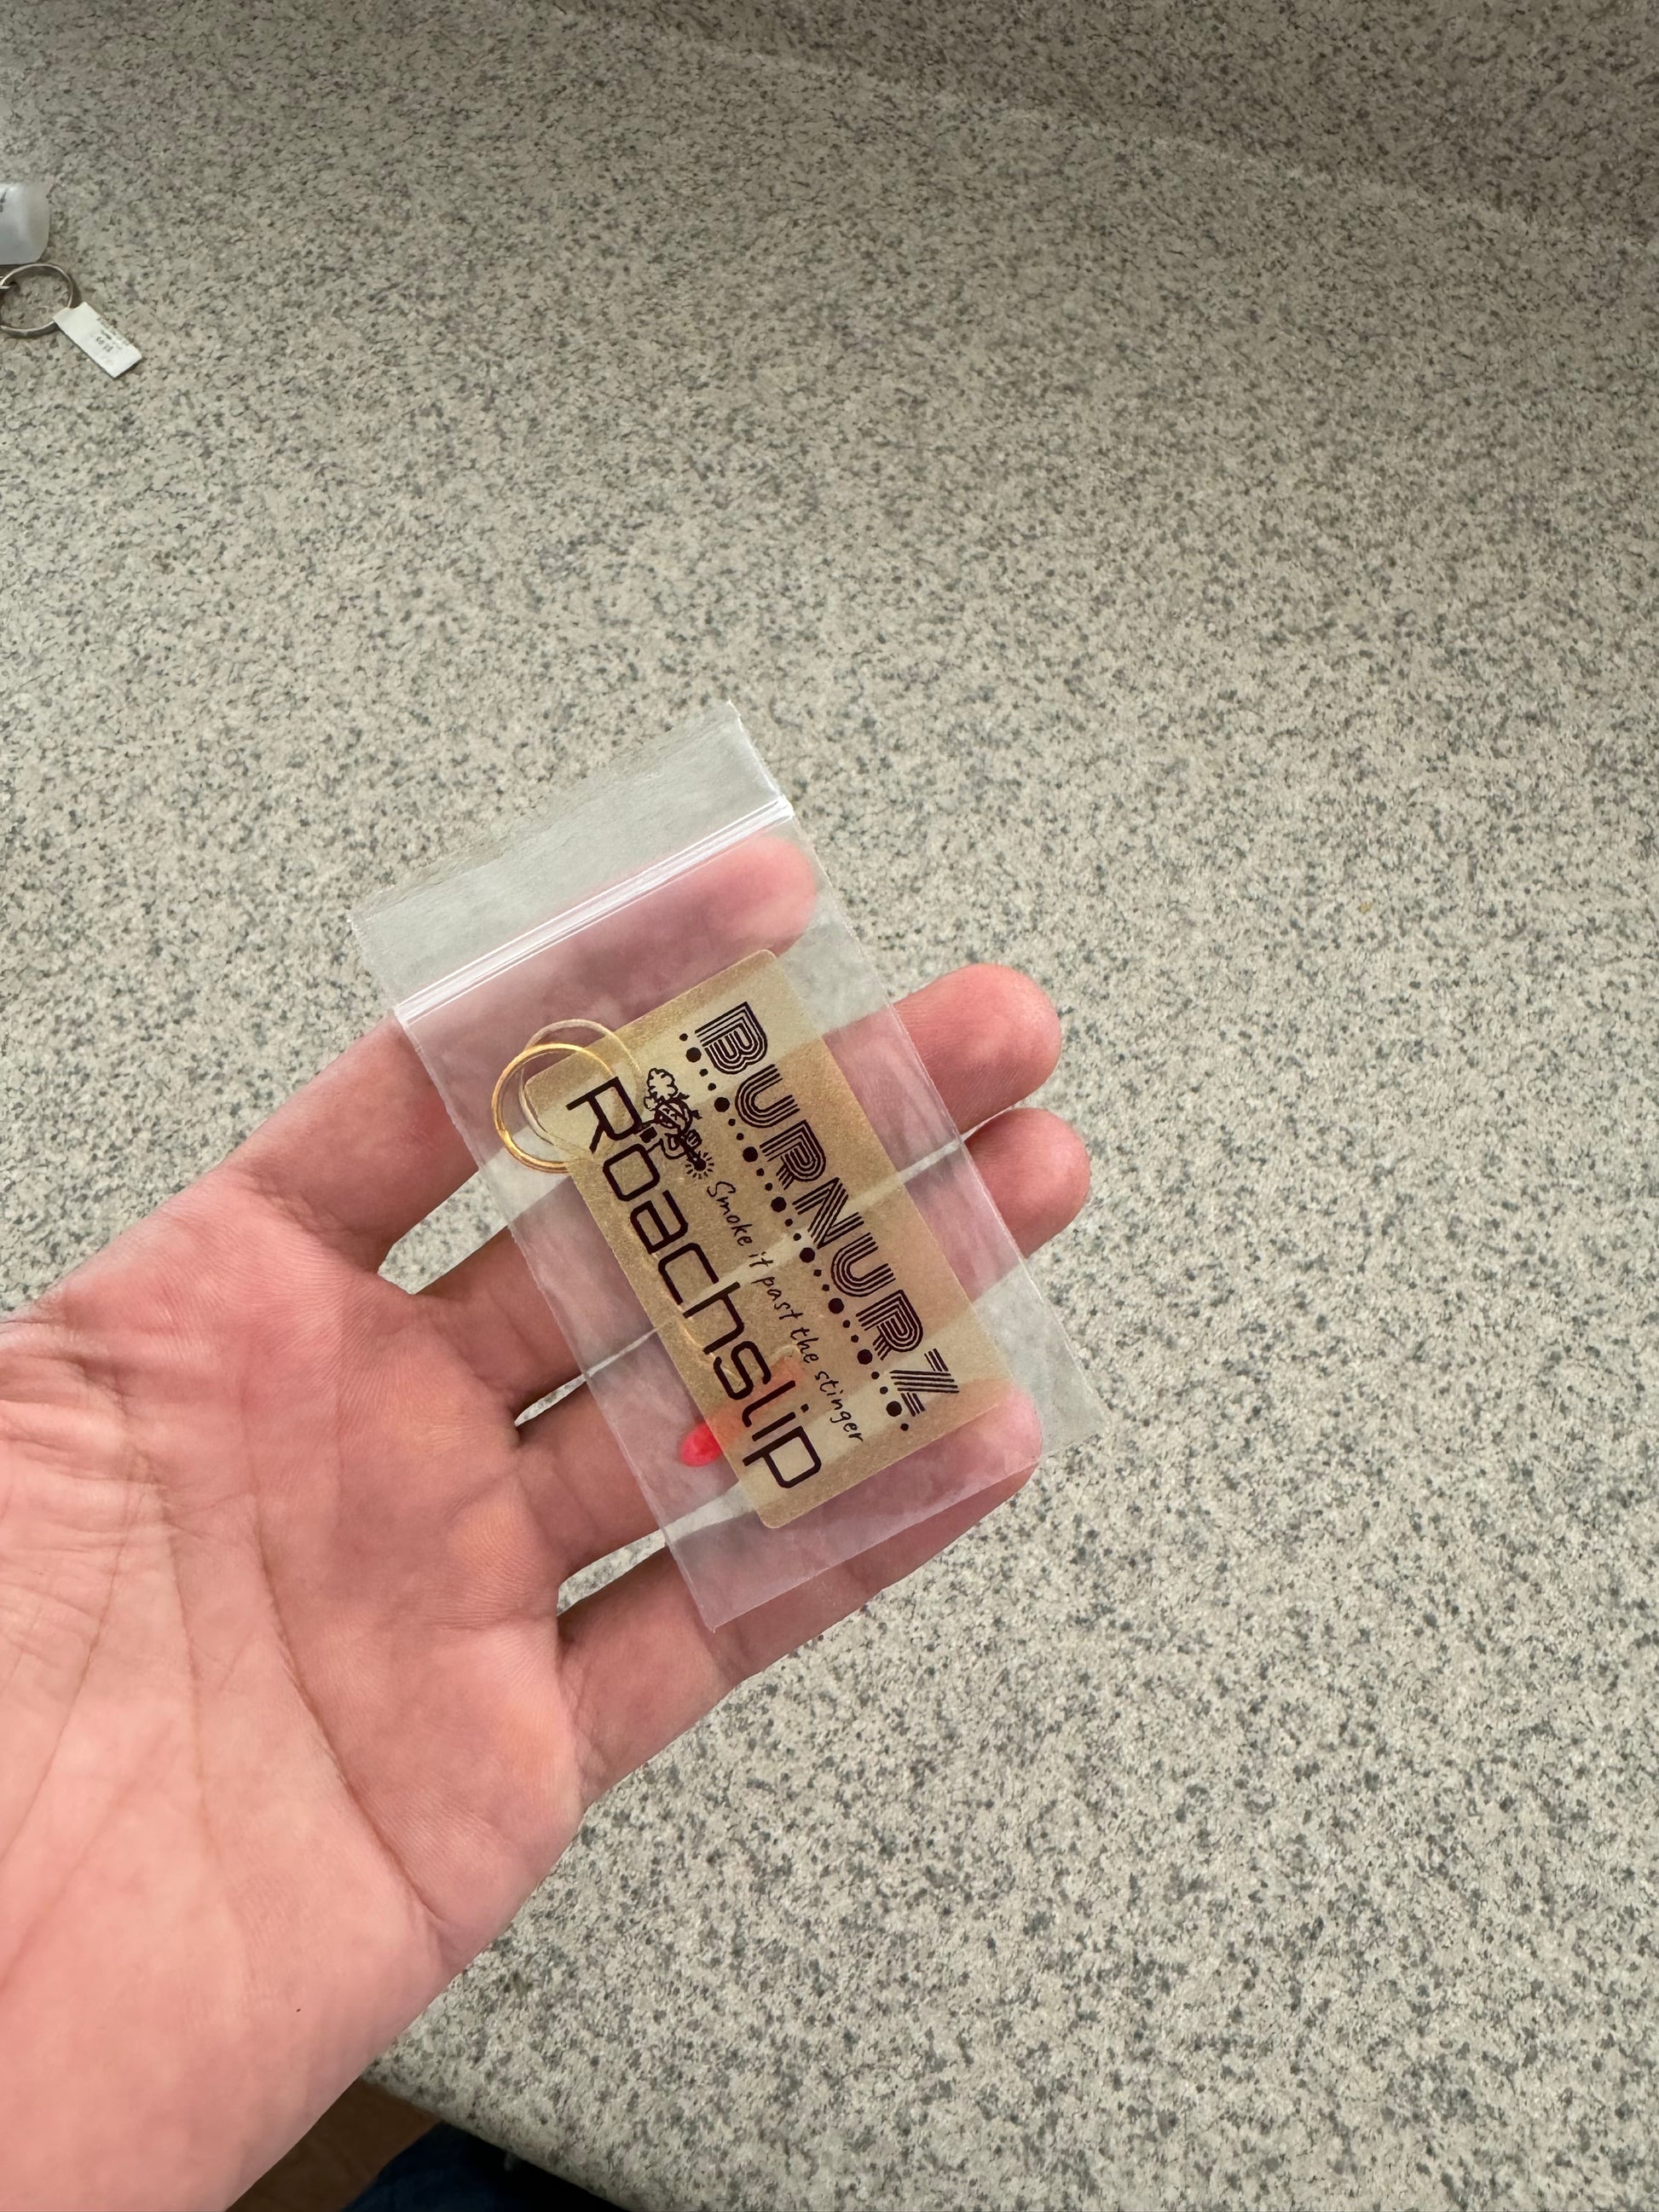 BURNURZ
Smoke it past the stinger
Roachslip